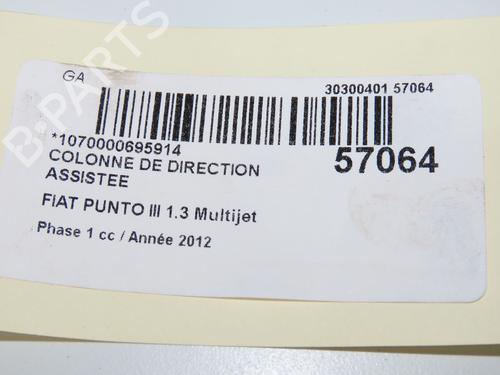 GA
30300401 57064
*1070000695914
57064
COLONNE DE DIRECTION
ASSISTEE
FIAT PUNTO III 1.3 Multijet
Phase 1 cc / Année 2012
B-PARTS